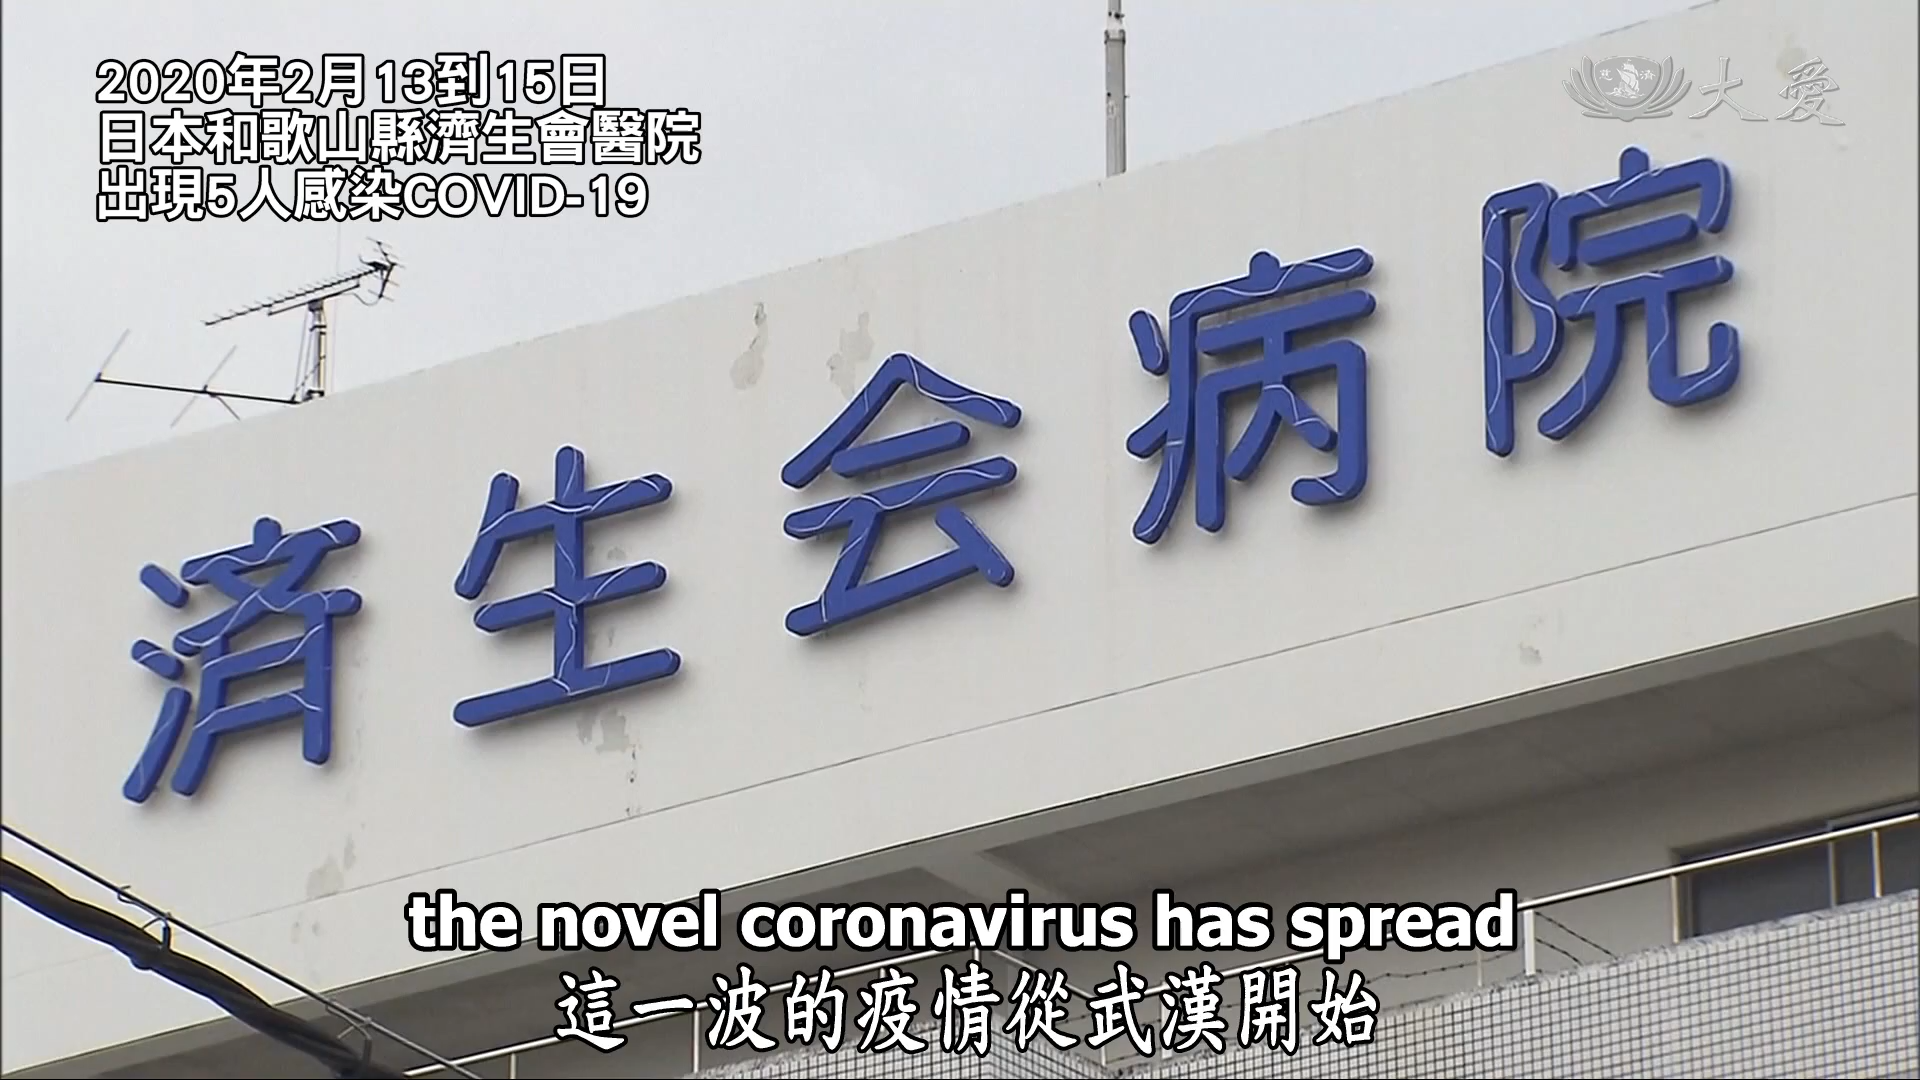 2020年2月13到15日
日本和歌山縣濟生會醫院
出現5人感染COVID-19
慈濟
大愛
済生会病院
the novel coronavirus has spread
這一波的疫情從武漢開始